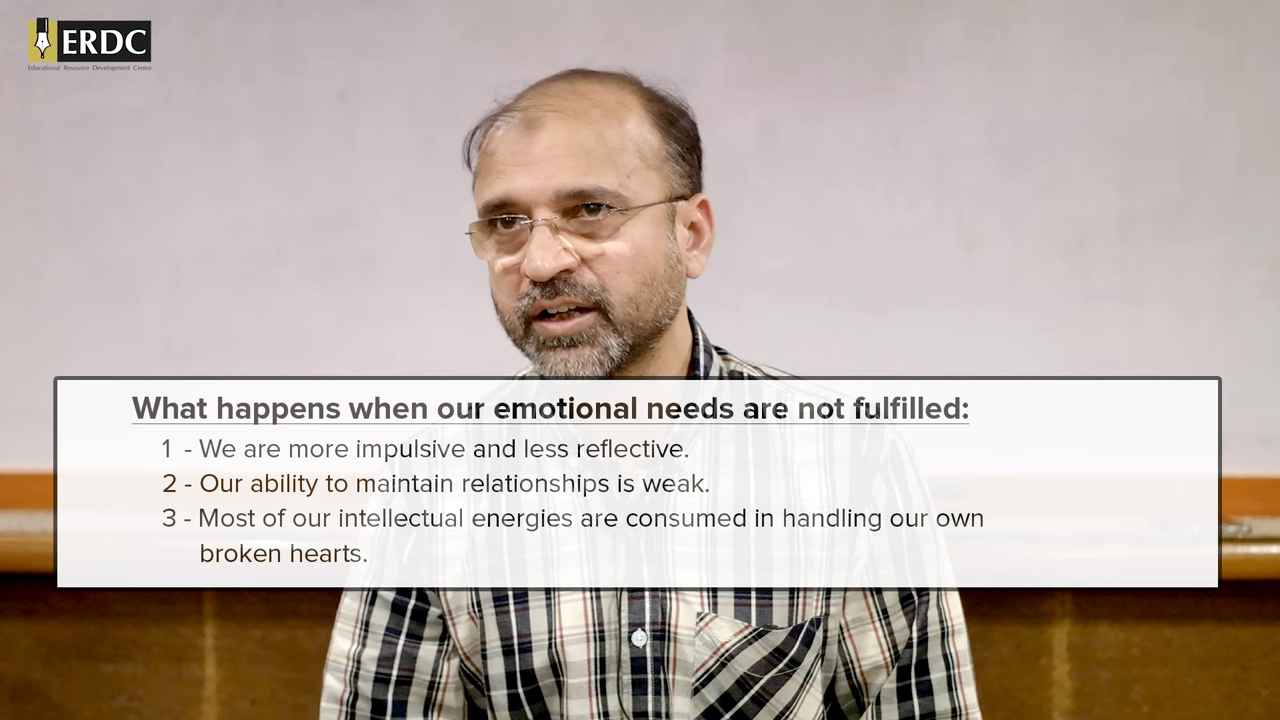 ERDC
Educational Resource Development Centre
What happens when our emotional needs are not fulfilled:
1 - We are more impulsive and less reflective.
2 - Our ability to maintain relationships is weak.
3 - Most of our intellectual energies are consumed in handling our own
broken hearts.